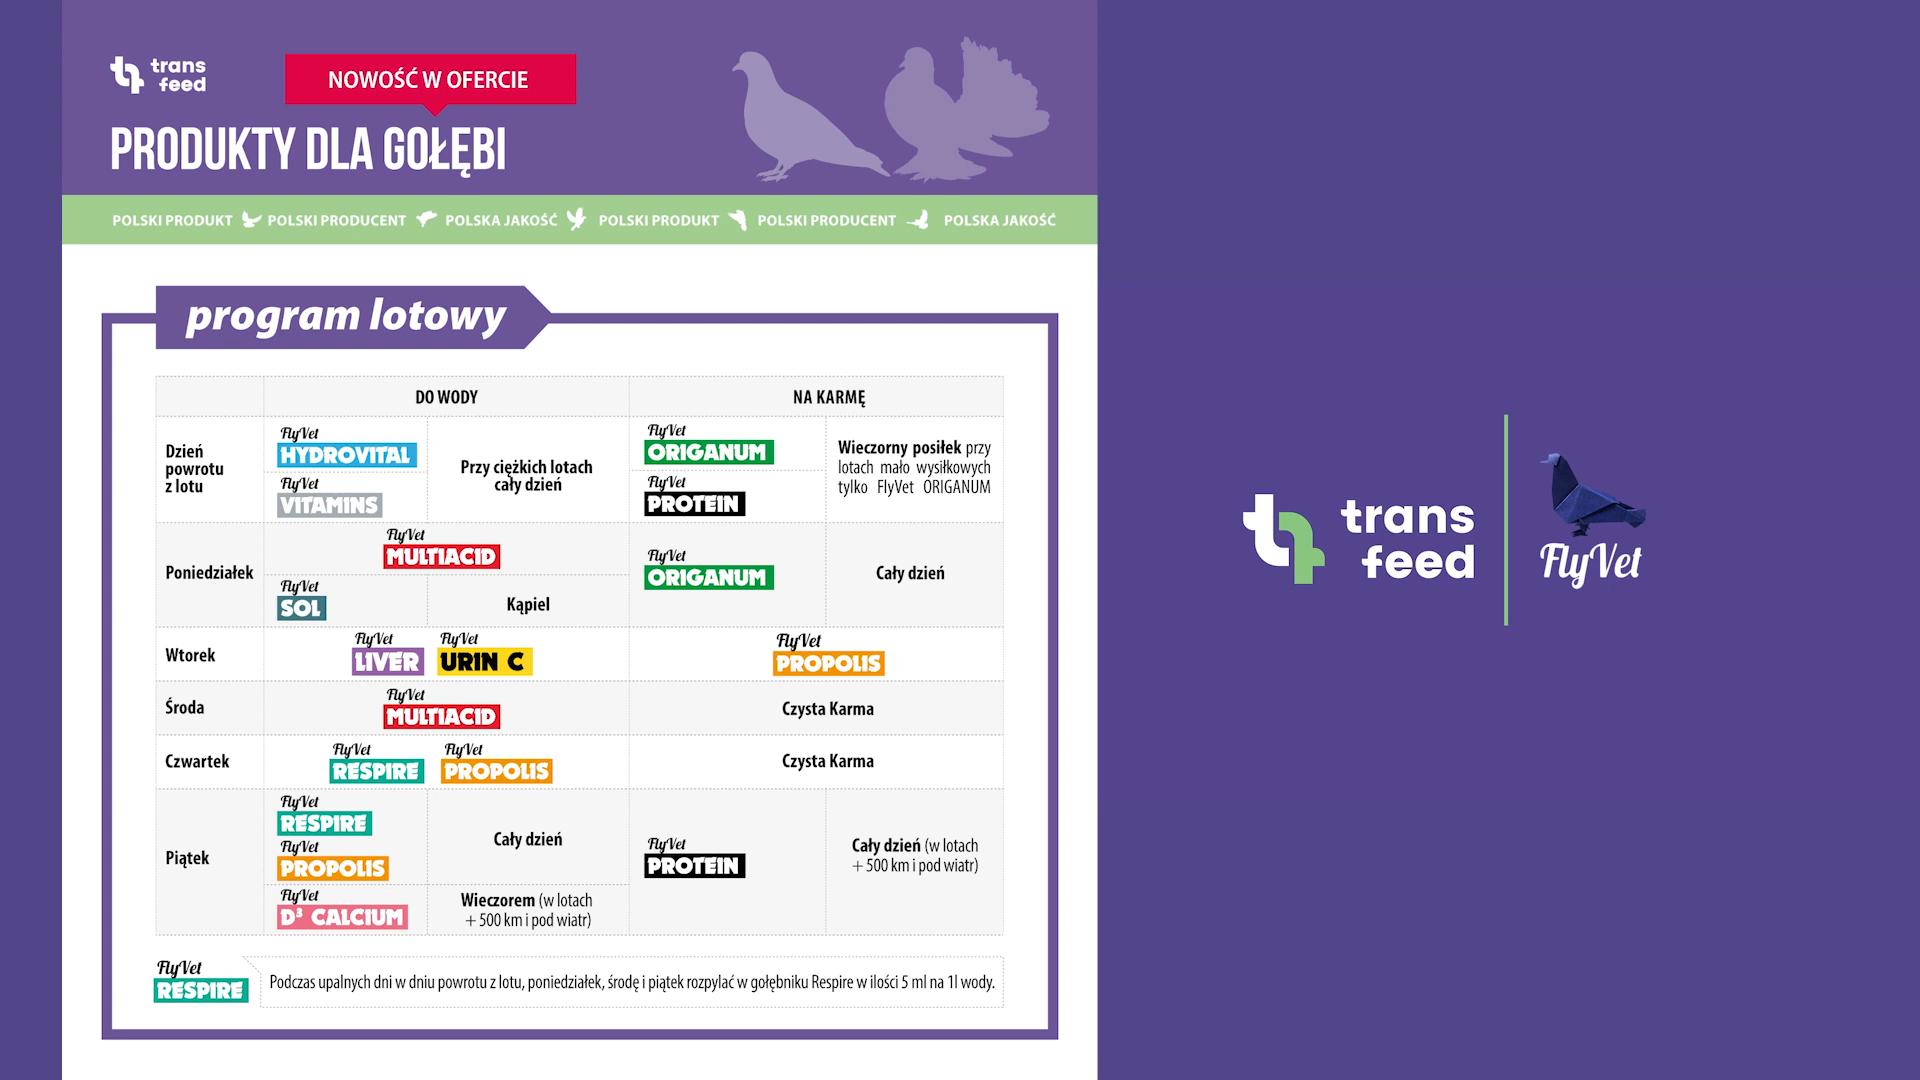 trans
feed
NOWOŚĆ W OFERCIE
PRODUKTY DLA GOŁĘBI
POLSKI PRODUKT POLSKI PRODUCENT POLSKA JAKOŚĆ POLSKI PRODUKT POLSKI PRODUCENT POLSKA JAKOŚĆ
program lotowy
DO WODY
NA KARMĘ
Dzień
powrotu
z lotu
FlyVet
HYDROVITAL
FlyVet
VITAMINS
Przy ciężkich lotach
cały dzień
FlyVet
ORIGANUM
FlyVet
PROTEIN
Wieczorny posiłek przy
lotach mało wysiłkowych
tylko FlyVet ORIGANUM
Poniedziałek
FlyVet
MULTIACID
FlyVet
SOL
Kąpiel
FlyVet
ORIGANUM
Cały dzień
Wtorek
FlyVet
LIVER
FlyVet
URIN C
FlyVet
PROPOLIS
Środa
FlyVet
MULTIACID
Czysta Karma
Czwartek
FlyVet
RESPIRE
FlyVet
PROPOLIS
Czysta Karma
Piątek
FlyVet
RESPIRE
FlyVet
PROPOLIS
Cały dzień
FlyVet
D³ CALCIUM
Wieczorem (w lotach
+ 500 km i pod wiatr)
FlyVet
PROTEIN
Cały dzień (w lotach
+ 500 km i pod wiatr)
FlyVet
RESPIRE
Podczas upalnych dni w dniu powrotu z lotu, poniedziałek, środę i piątek rozpylać w gołębniku Respire w ilości 5 ml na 1l wody.
trans
feed
FlyVet